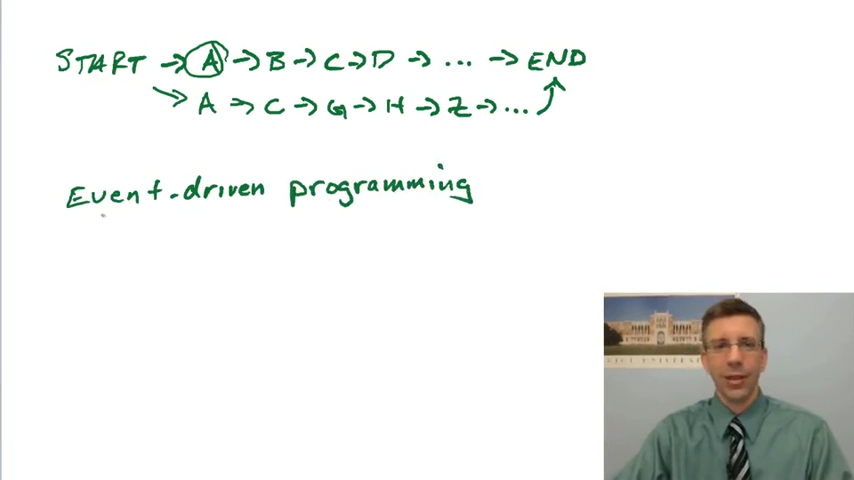 START → A → B → C → D → ... → END
A → C → G → H → Z → ...
Event-driven programming